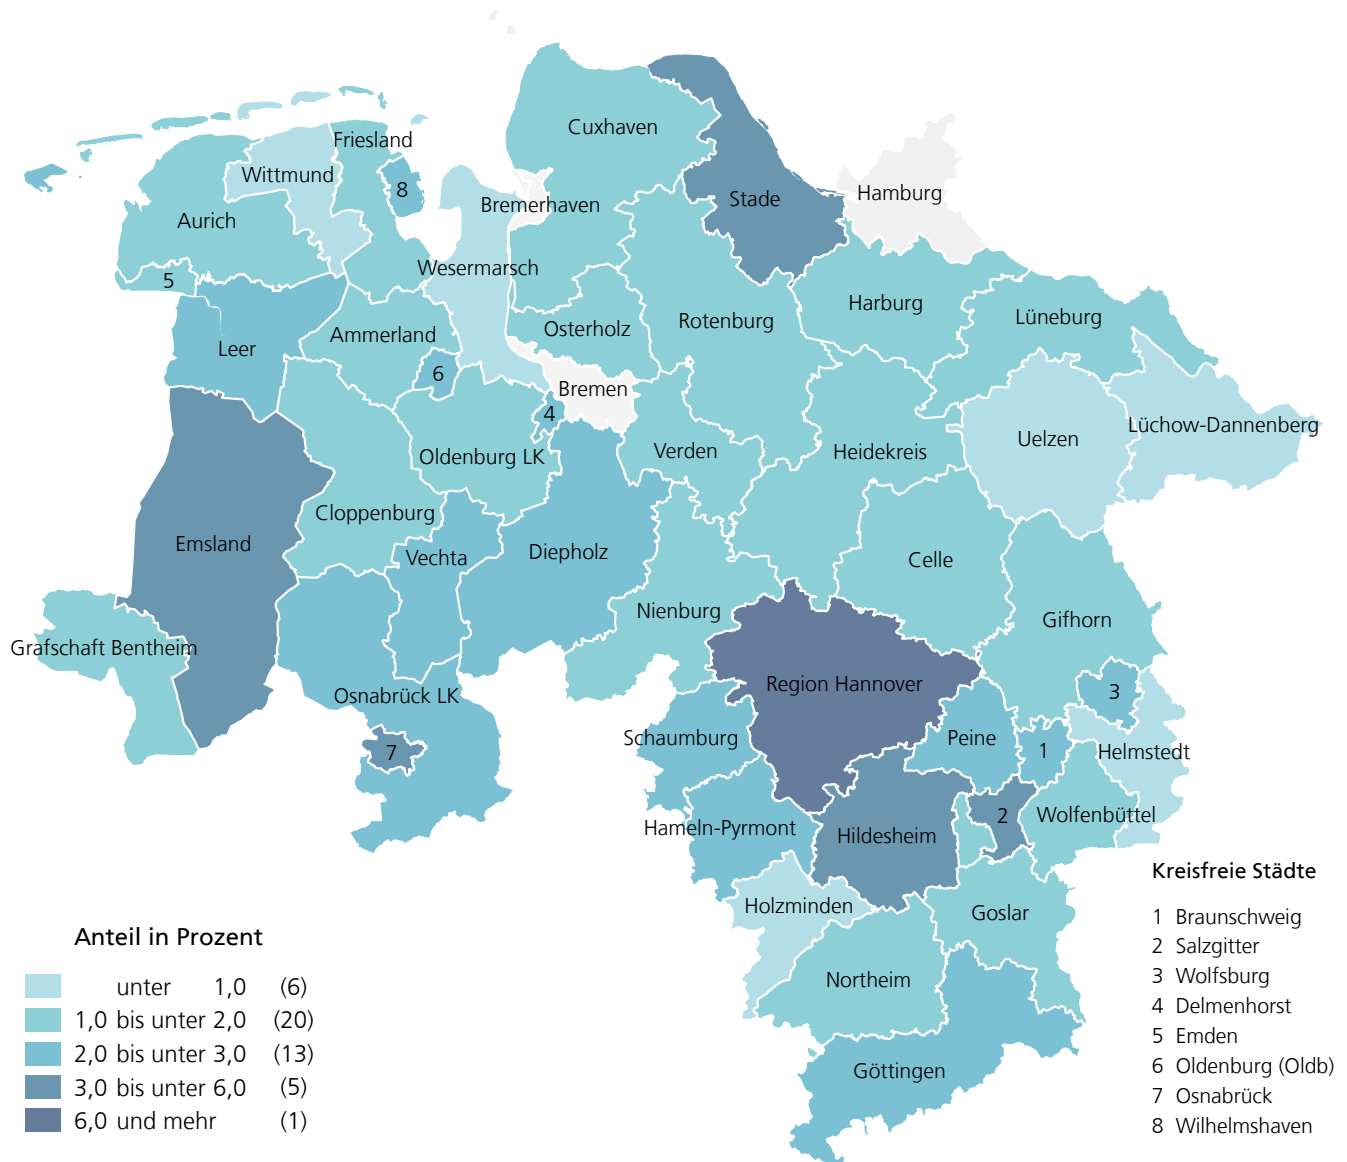 Cuxhaven
Friesland
Wittmund
8
Stade
Hamburg
Bremerhaven
Aurich
Wesermarsch
5
Harburg
Lüneburg
Rotenburg
Osterholz
Ammerland
Leer
6
Bremen
4
Lüchow-Dannenberg
Uelzen
Verden
Heidekreis
Oldenburg LK
Cloppenburg
Emsland
Vechta
Diepholz
Celle
Nienburg
Gifhorn
Grafschaft Bentheim
Region Hannover
3
Osnabrück LK
Schaumburg
Peine
1
Helmstedt
7
2
Wolfenbüttel
Hameln-Pyrmont
Hildesheim
Holzminden
Goslar
Northeim
Göttingen
Anteil in Prozent
unter 1,0 (6)
1,0 bis unter 2,0 (20)
2,0 bis unter 3,0 (13)
3,0 bis unter 6,0 (5)
6,0 und mehr (1)
Kreisfreie Städte
1 Braunschweig
2 Salzgitter
3 Wolfsburg
4 Delmenhorst
5 Emden
6 Oldenburg (Oldb)
7 Osnabrück
8 Wilhelmshaven